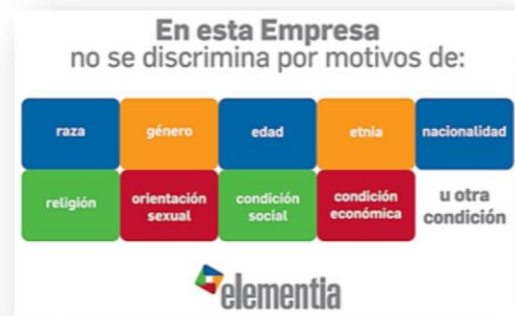 En esta Empresa
no se discrimina por motivos de:
raza
género
edad
etnia
nacionalidad
religión
orientación
sexual
condición
social
condición
económica
u otra
condición
elementia